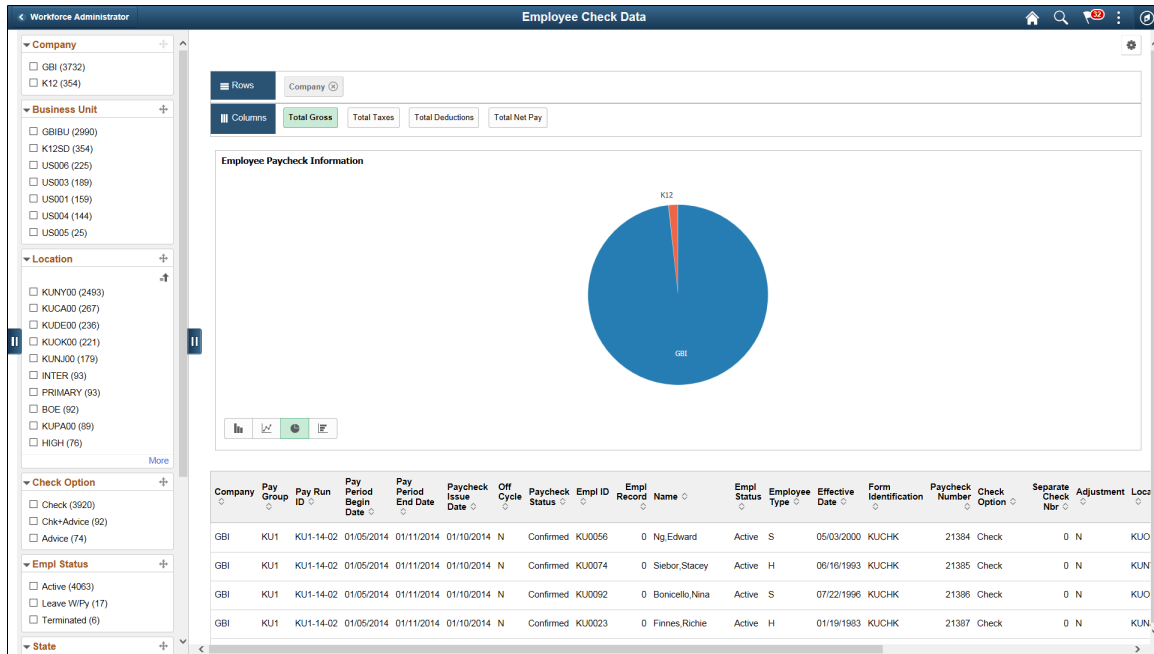 Workforce Administrator
Employee Check Data
32
Company
GBI (3732)
K12 (354)
Business Unit
GBIBU (2990)
K12SD (354)
US006 (225)
US003 (189)
US001 (159)
US004 (144)
US005 (25)
Location
KUNY00 (2493)
KUCA00 (267)
KUDE00 (236)
KUOK00 (221)
KUNJ00 (179)
INTER (93)
PRIMARY (93)
BOE (92)
KUPA00 (89)
HIGH (76)
More
Check Option
Check (3920)
Chk+Advice (92)
Advice (74)
Empl Status
Active (4063)
Leave W/Py (17)
Terminated (6)
State
Rows
Company
Columns
Total Gross Total Taxes Total Deductions Total Net Pay
Employee Paycheck Information
K12
GBI
Company Pay Group Pay Run ID Pay Period Begin Date Pay Period End Date Paycheck Issue Date Off Cycle Paycheck Status Empl ID Empl Record Name Empl Status Employee Type Effective Date Form Identification Paycheck Number Check Option Separate Check Nbr Adjustment Loca
GBI KU1 KU1-14-02 01/05/2014 01/11/2014 01/10/2014 N Confirmed KU0056 0 Ng,Edward Active S 05/03/2000 KUCHK 21384 Check 0 N KUO
GBI KU1 KU1-14-02 01/05/2014 01/11/2014 01/10/2014 N Confirmed KU0074 0 Siebor,Stacey Active H 06/16/1993 KUCHK 21385 Check 0 N KUN
GBI KU1 KU1-14-02 01/05/2014 01/11/2014 01/10/2014 N Confirmed KU0092 0 Bonicello,Nina Active S 07/22/1996 KUCHK 21386 Check 0 N KUO
GBI KU1 KU1-14-02 01/05/2014 01/11/2014 01/10/2014 N Confirmed KU0023 0 Finnes,Richie Active H 01/19/1983 KUCHK 21387 Check 0 N KUN